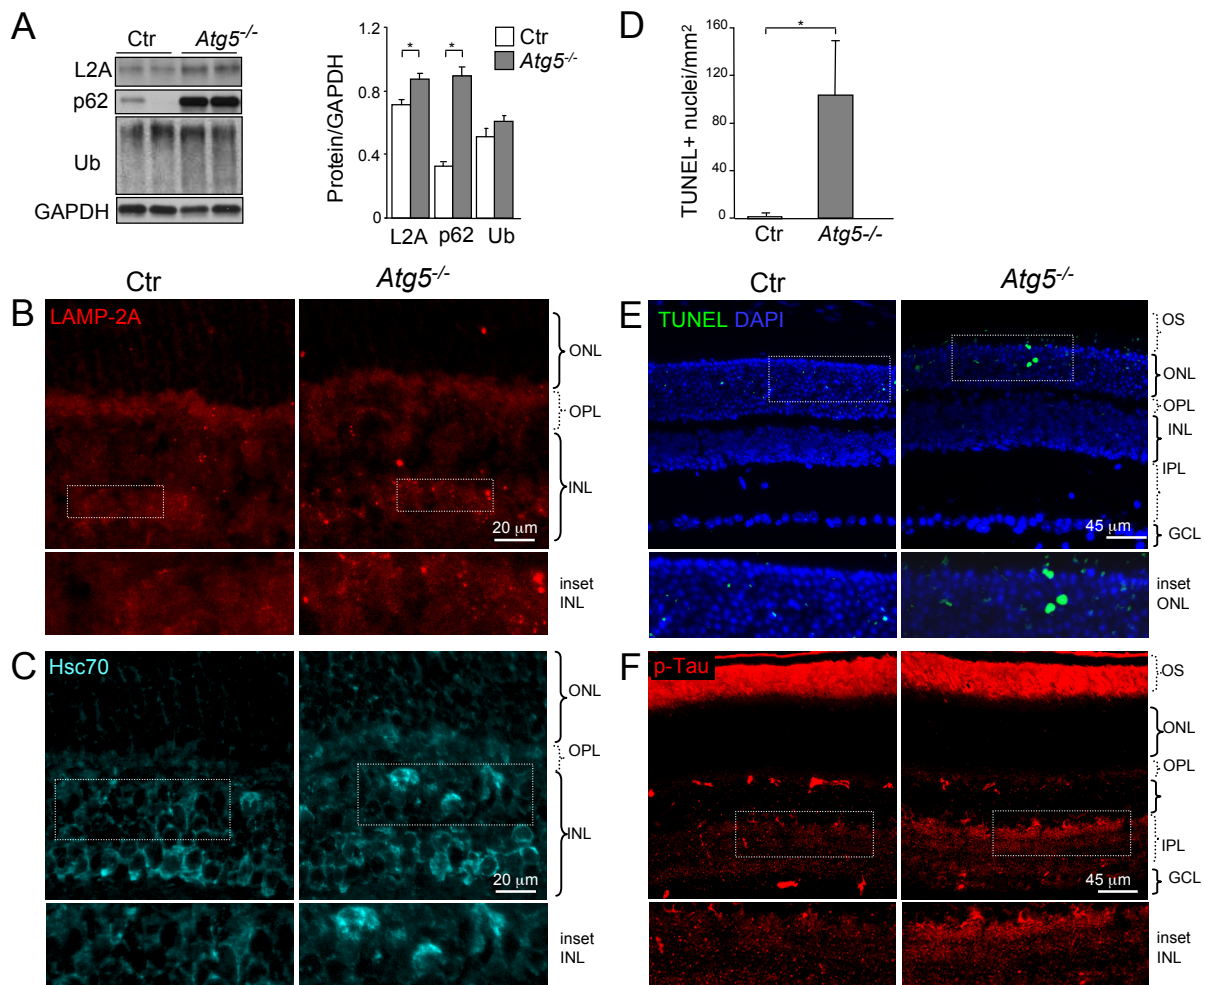 A
Ctr Atg5-/-
L2A
p62
Ub
GAPDH
Protein/GAPDH
1.2
0.8
0.4
0
* *
Ctr
Atg5-/-
L2A p62 Ub
D
TUNEL+ nuclei/mm2
160
120
80
40
0
*
Ctr Atg5-/-
Ctr Atg5-/-
B
LAMP-2A
ONL
OPL
INL
20 μm
inset
INL
C
Hsc70
ONL
OPL
INL
20 μm
inset
INL
Ctr Atg5-/-
E
TUNEL DAPI
OS
ONL
OPL
INL
IPL
GCL
45 μm
inset
ONL
F
p-Tau
OS
ONL
OPL
IPL
GCL
45 μm
inset
INL